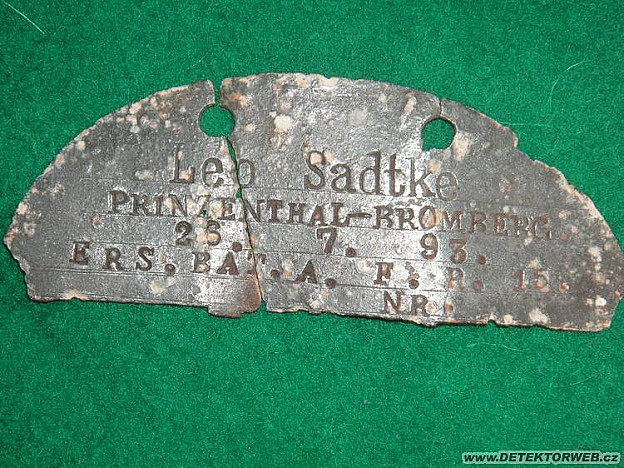 Leo Sadtke
PRINZENTHAL-BROMBERG.
26. 7. 93.
ERS. BAT. A. F. R. 15.
NR.
www.DETEKTORWEB.cz